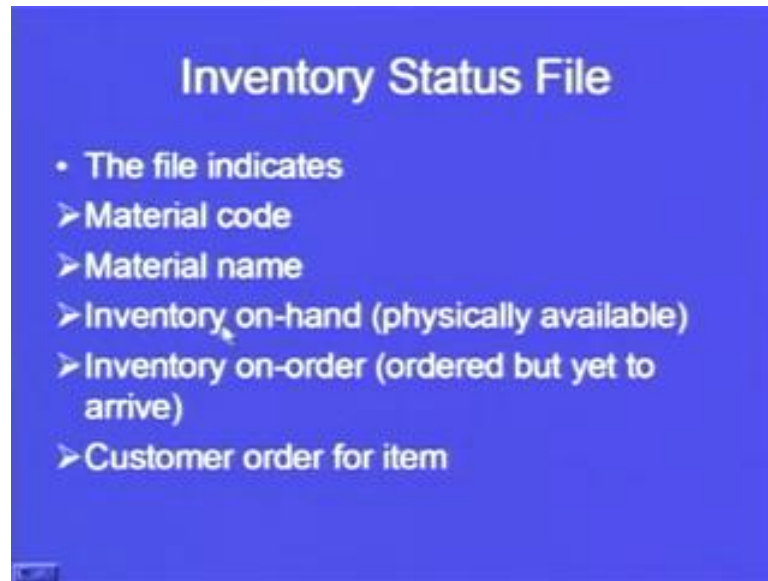 Inventory Status File
• The file indicates
➢Material code
➢Material name
➢Inventory on-hand (physically available)
➢Inventory on-order (ordered but yet to
arrive)
➢Customer order for item